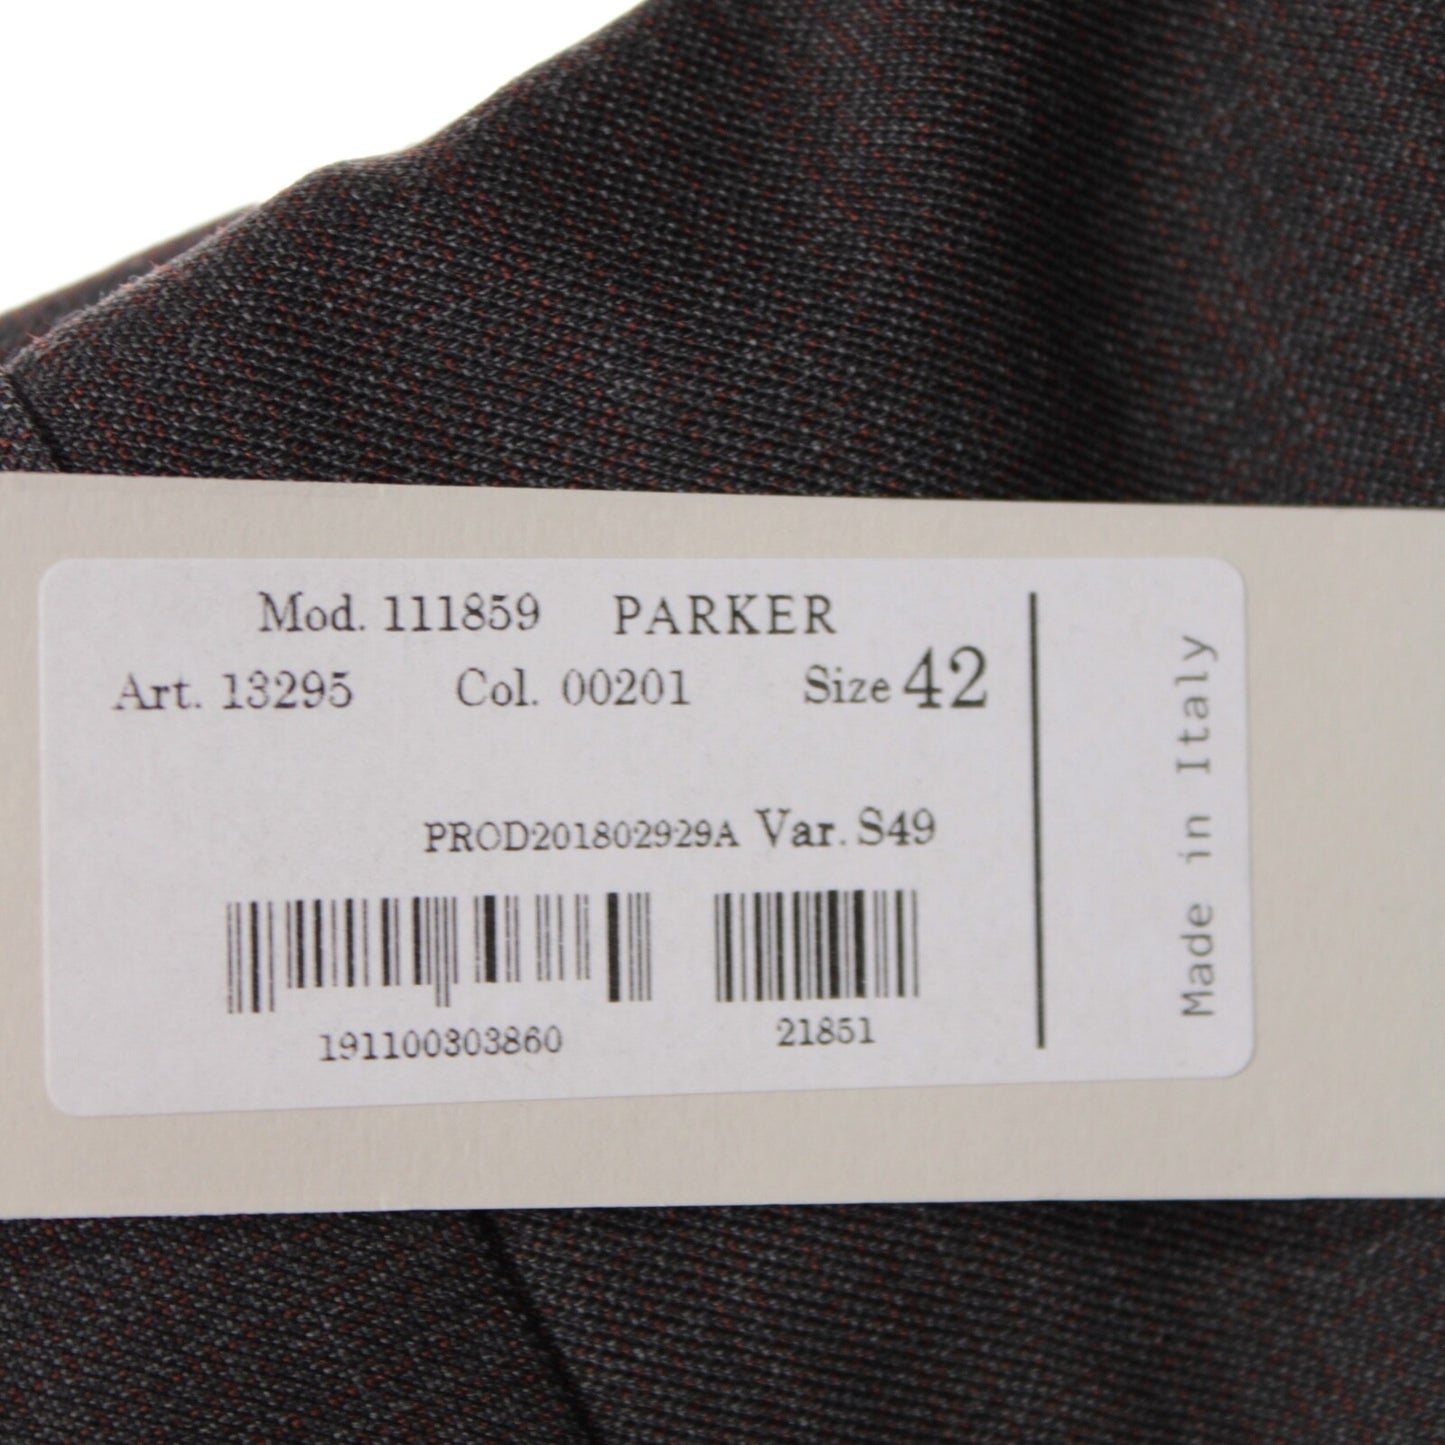 Mod. 111859 PARKER
Art. 13295 Col. 00201 Size 42
PROD201802929A Var. S49
191100303860 21851
Made in Italy